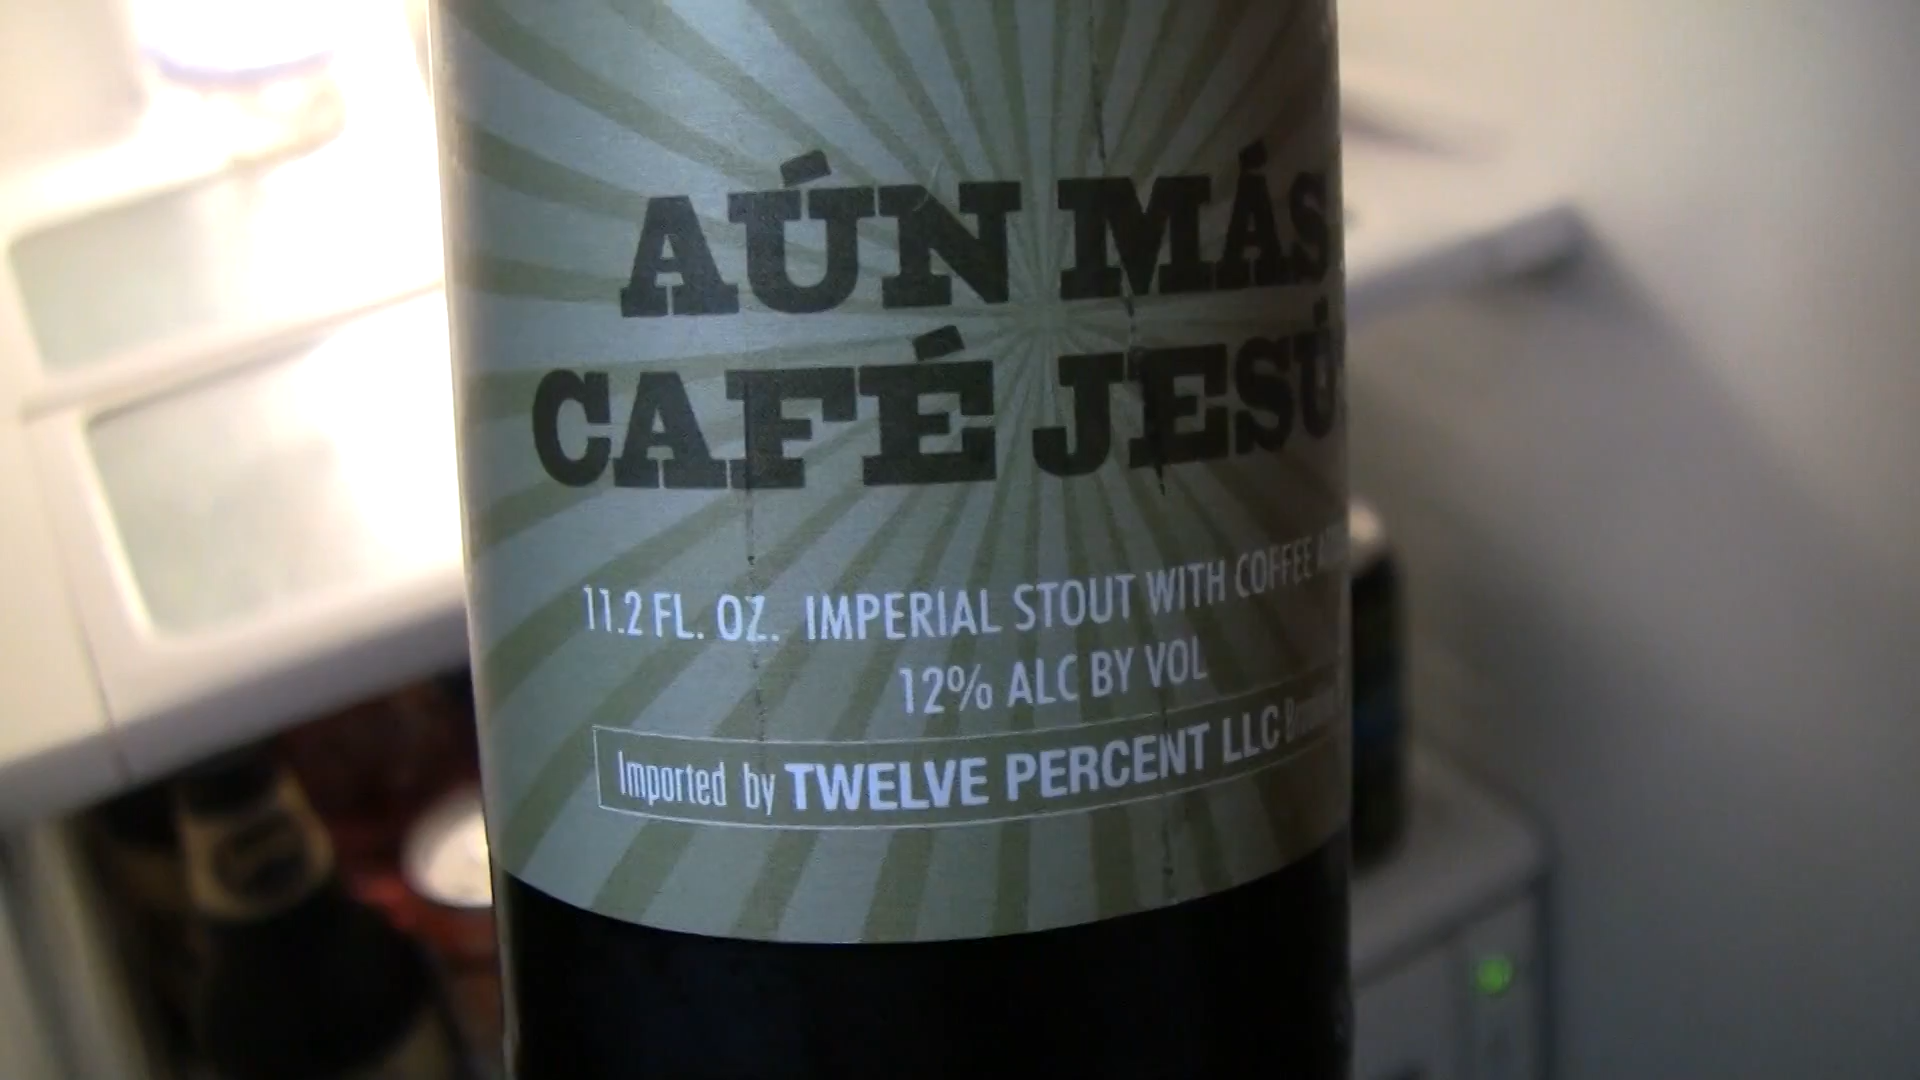 AÚN MÁS
CAFÉ JESÚ
11.2 FL. OZ. IMPERIAL STOUT WITH COFFEE
12% ALC BY VOL
Imported by TWELVE PERCENT LLC